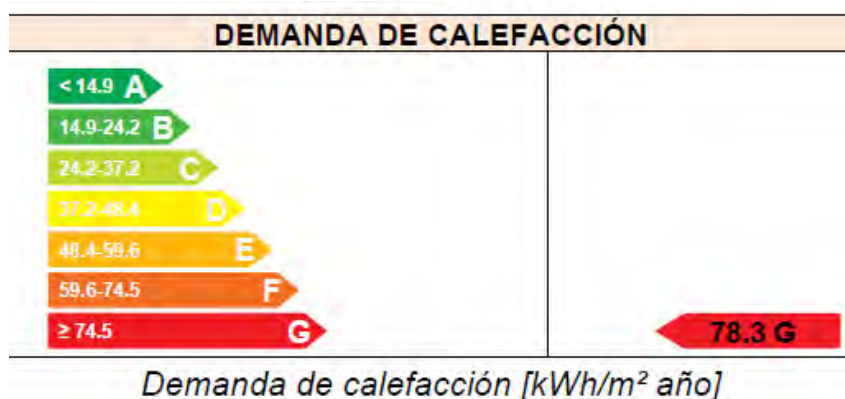 DEMANDA DE CALEFACCIÓN
< 14.9 A
14.9-24.2 B
24.2-37.2 C
37.2-48.4 D
48.4-59.6 E
59.6-74.5 F
≥ 74.5 G
78.3 G
Demanda de calefacción [kWh/m² año]